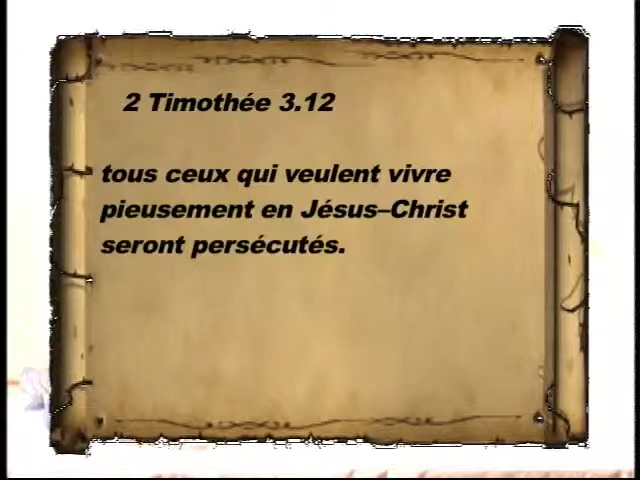 2 Timothée 3.12
tous ceux qui veulent vivre
pieusement en Jésus–Christ
seront persécutés.